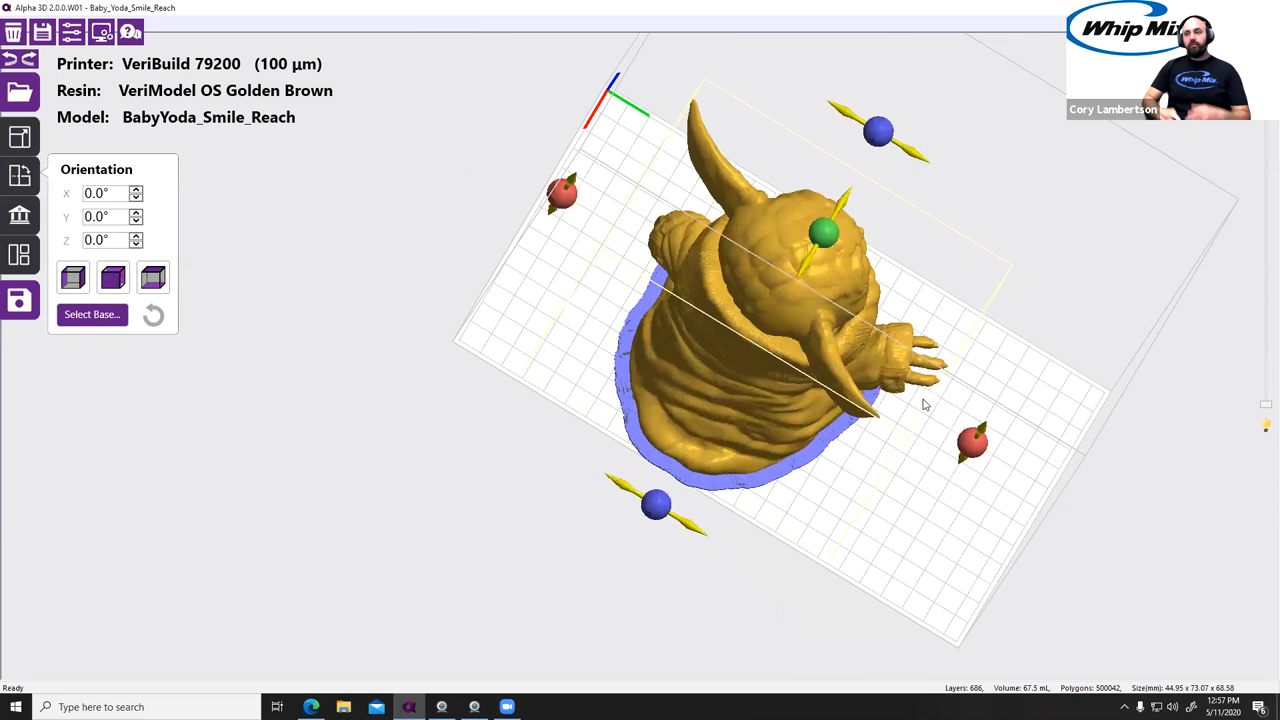 Alpha 3D 2.0.0.W01 - Baby_Yoda_Smile_Reach
Printer: VeriBuild 79200 (100 µm)
Resin: VeriModel OS Golden Brown
Model: BabyYoda_Smile_Reach
Orientation
X 0.0°
Y 0.0°
Z 0.0°
Select Base...
Whip Mix
Whip Mix
Cory Lambertson
Ready
Layers: 686, Volume: 67.5 mL, Polygons: 500042, Size(mm): 44.95 x 73.07 x 68.58
Type here to search
12:57 PM
5/11/2020
6